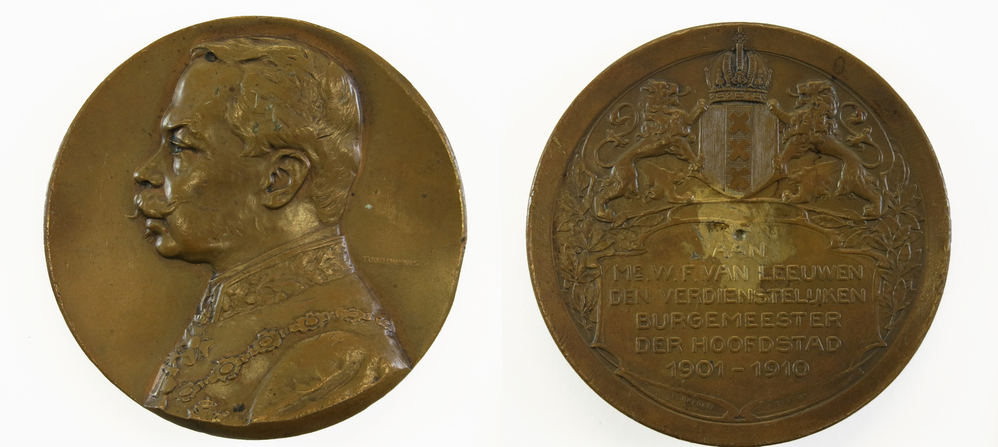 AAN
MR. W. F. VAN LEEUWEN
DEN VERDIENSTELIJKEN
BURGEMEESTER
DER HOOFDSTAD
1901-1910